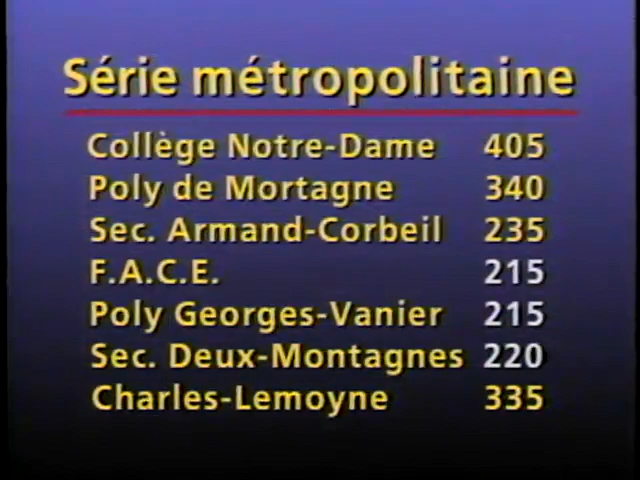 Série métropolitaine
Collège Notre-Dame 405
Poly de Mortagne 340
Sec. Armand-Corbeil 235
F.A.C.E. 215
Poly Georges-Vanier 215
Sec. Deux-Montagnes 220
Charles-Lemoyne 335